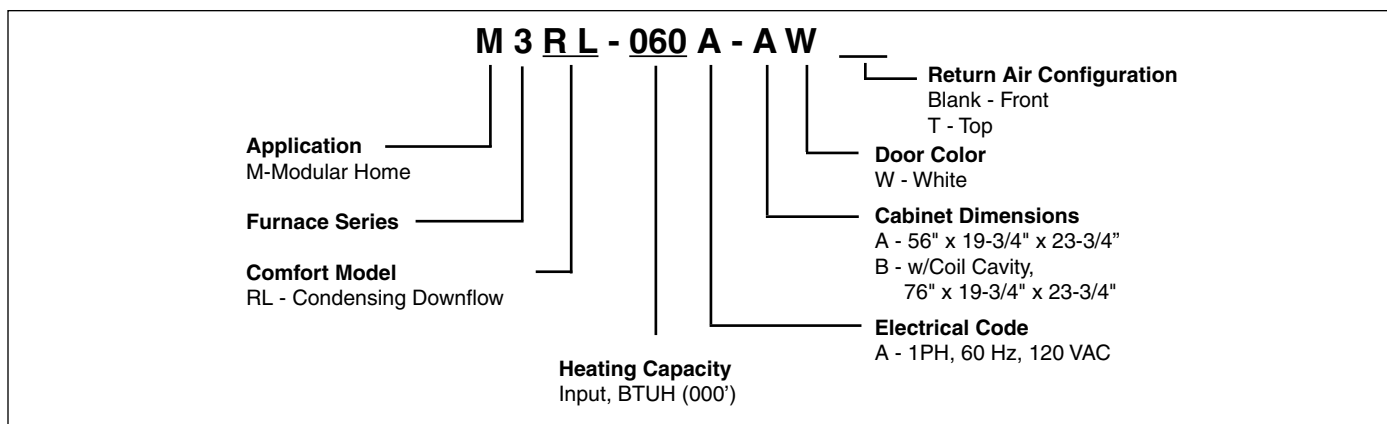 M 3 R L - 060 A - A W __
Return Air Configuration
Blank - Front
T - Top
Application
M-Modular Home
Door Color
W - White
Furnace Series
Cabinet Dimensions
A - 56" x 19-3/4" x 23-3/4”
B - w/Coil Cavity,
76" x 19-3/4" x 23-3/4"
Comfort Model
RL - Condensing Downflow
Electrical Code
A - 1PH, 60 Hz, 120 VAC
Heating Capacity
Input, BTUH (000’)